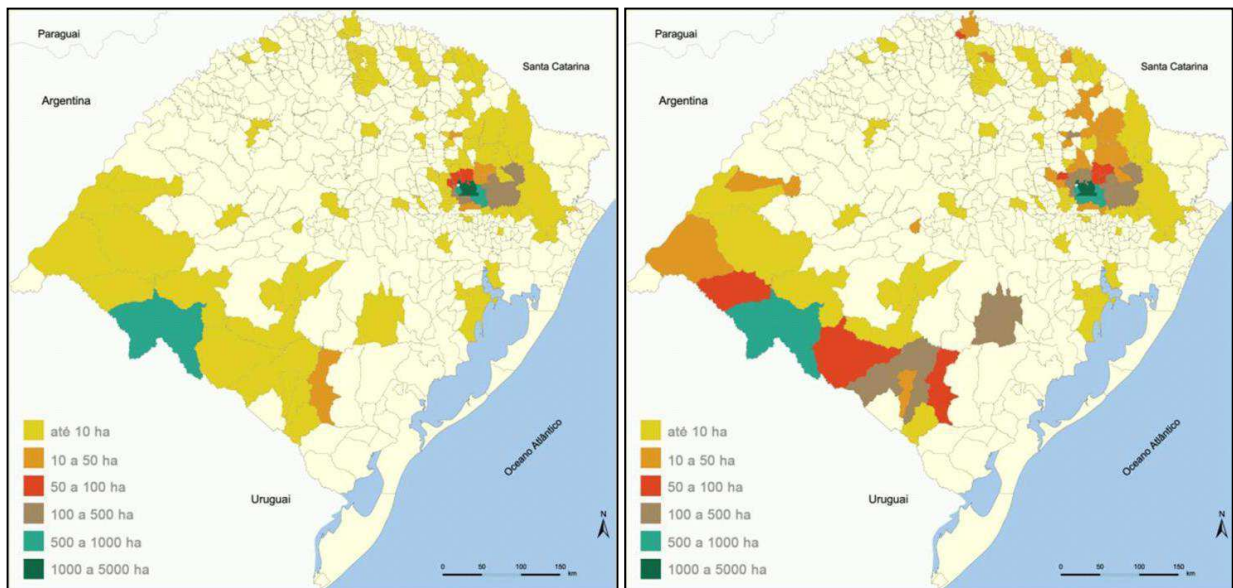 Paraguai
Santa Catarina
Argentina
Oceano Atlântico
Uruguai
até 10 ha
10 a 50 ha
50 a 100 ha
100 a 500 ha
500 a 1000 ha
1000 a 5000 ha
N
0 50 100 150
km
Paraguai
Santa Catarina
Argentina
Oceano Atlântico
Uruguai
até 10 ha
10 a 50 ha
50 a 100 ha
100 a 500 ha
500 a 1000 ha
1000 a 5000 ha
N
0 50 100 150
km